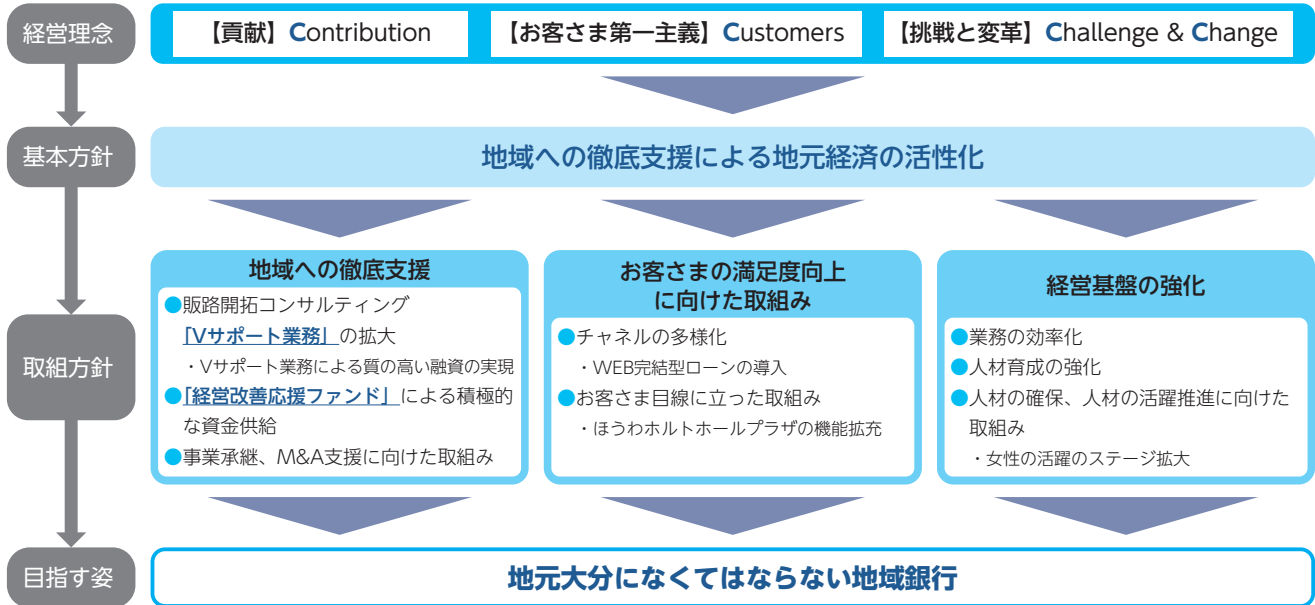 経営理念
【貢献】Contribution
【お客さま第一主義】Customers
【挑戦と変革】Challenge & Change
基本方針
地域への徹底支援による地元経済の活性化
取組方針
地域への徹底支援
●販路開拓コンサルティング
「Vサポート業務」の拡大
・Vサポート業務による質の高い融資の実現
●「経営改善応援ファンド」による積極的
な資金供給
●事業承継、M&A支援に向けた取組み
お客さまの満足度向上
に向けた取組み
●チャネルの多様化
・WEB完結型ローンの導入
●お客さま目線に立った取組み
・ほうわホルトホールプラザの機能拡充
経営基盤の強化
●業務の効率化
●人材育成の強化
●人材の確保、人材の活躍推進に向けた
取組み
・女性の活躍のステージ拡大
目指す姿
地元大分になくてはならない地域銀行